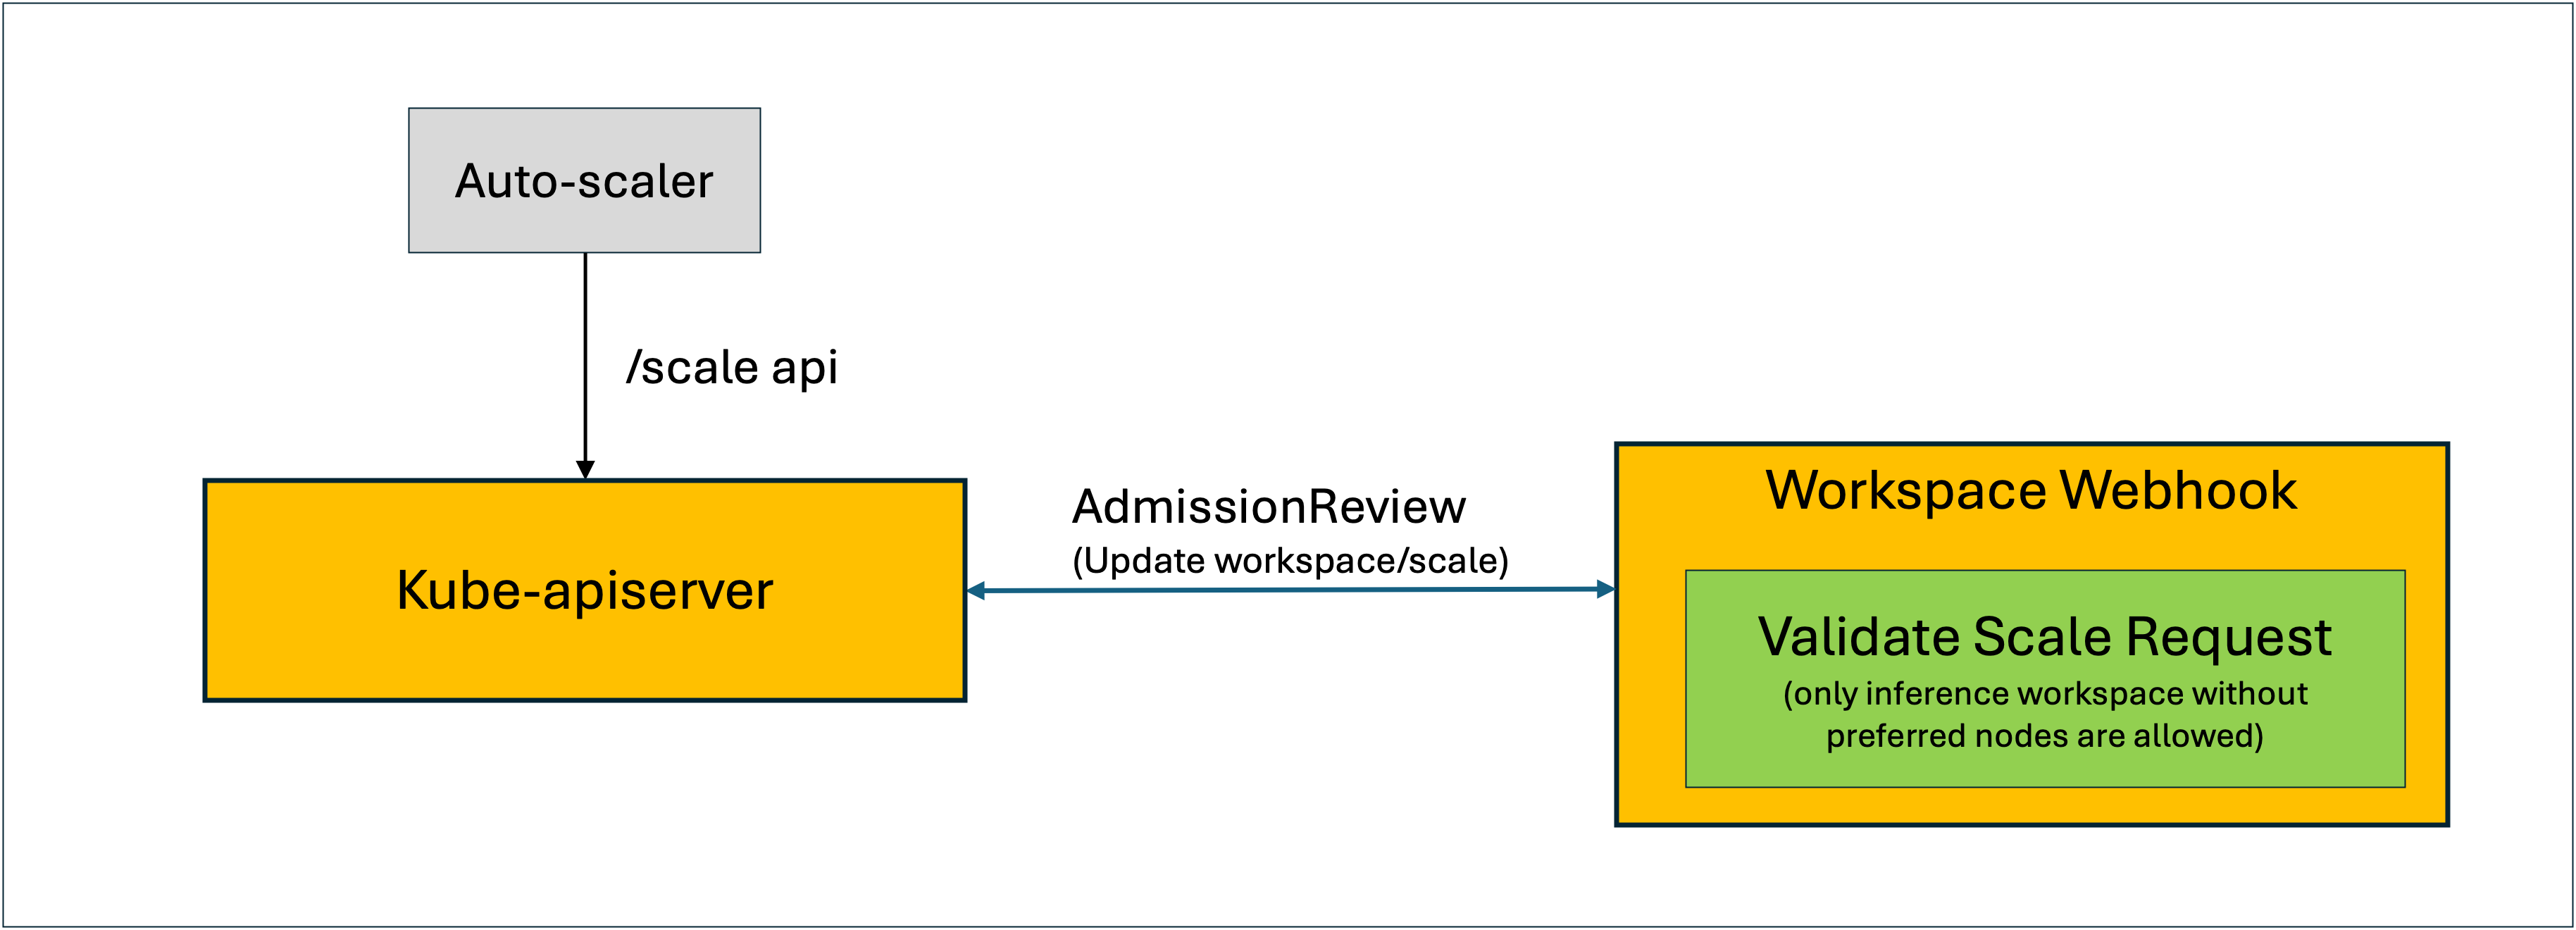 Auto-scaler
/scale api
Kube-apiserver
AdmissionReview
(Update workspace/scale)
Workspace Webhook
Validate Scale Request
(only inference workspace without
preferred nodes are allowed)